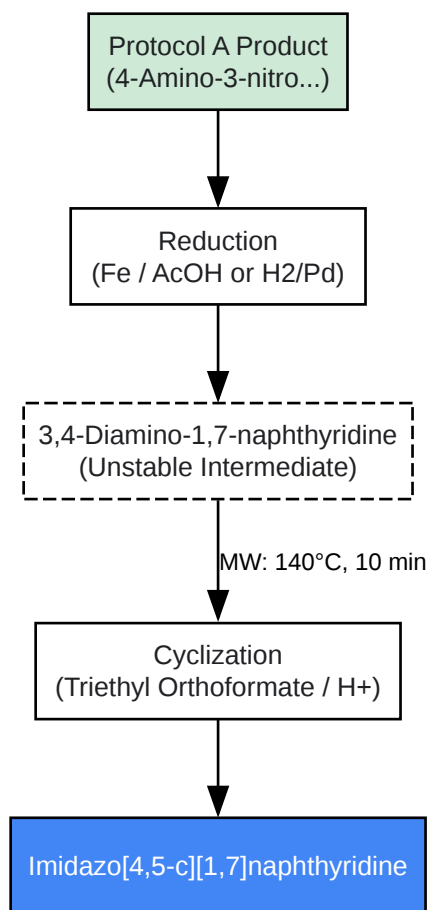 Protocol A Product
(4-Amino-3-nitro...)
Reduction
(Fe / AcOH or H2/Pd)
3,4-Diamino-1,7-naphthyridine
(Unstable Intermediate)
MW: 140°C, 10 min
Cyclization
(Triethyl Orthoformate / H+)
Imidazo[4,5-c][1,7]naphthyridine